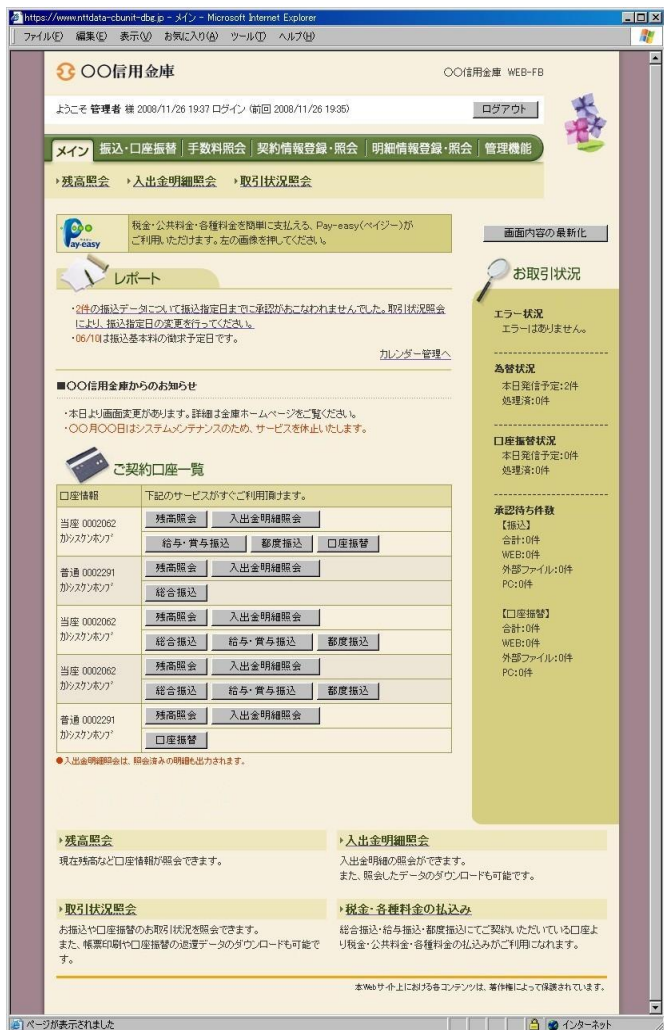 https://www.nttdata-cbunit-dbg.jp - メイン - Microsoft Internet Explorer
ファイル(F) 編集(E) 表示(V) お気に入り(A) ツール(T) ヘルプ(H)
〇〇信用金庫
〇〇信用金庫 WEB-FB
ようこそ 管理者 様 2008/11/26 19:37 ログイン (前回 2008/11/26 19:35)
ログアウト
メイン 振込・口座振替 手数料照会 契約情報登録・照会 明細情報登録・照会 管理機能
残高照会 入出金明細照会 取引状況照会
Pay-easy
税金・公共料金・各種料金を簡単に支払える、Pay-easy(ペイジー)が
ご利用いただけます。左の画像を押してください。
画面内容の最新化
レポート
・2件の振込データについて振込指定日までに承認がおこなわれませんでした。取引状況照会
により、振込指定日の変更を行ってください。
・06/10は振込基本料の徴求予定日です。
カレンダー管理へ
■〇〇信用金庫からのお知らせ
・本日より画面変更があります。詳細は金庫ホームページをご覧ください。
・〇〇月〇〇日はシステムメンテナンスのため、サービスを休止いたします。
ご契約口座一覧
口座情報 下記のサービスがすぐご利用頂けます。
当座 0002062
カ)シスケンホンブ
残高照会 入出金明細照会
給与・賞与振込 都度振込 口座振替
普通 0002291
カ)シスケンホンブ
残高照会 入出金明細照会
総合振込
当座 0002062
カ)シスケンホンブ
残高照会 入出金明細照会
総合振込 給与・賞与振込 都度振込
当座 0002062
カ)シスケンホンブ
残高照会 入出金明細照会
総合振込 給与・賞与振込 都度振込
普通 0002291
カ)シスケンホンブ
残高照会 入出金明細照会
口座振替
●入出金明細照会は、照会済みの明細も出力されます。
お取引状況
エラー状況
エラーはありません。
為替状況
本日発信予定:2件
処理済:0件
口座振替状況
本日発信予定:0件
処理済:0件
承認待ち件数
【振込】
合計:0件
WEB:0件
外部ファイル:0件
PC:0件
【口座振替】
合計:0件
WEB:0件
外部ファイル:0件
PC:0件
残高照会
現在残高など口座情報が照会できます。
入出金明細照会
入出金明細の照会ができます。
また、照会したデータのダウンロードも可能です。
取引状況照会
お振込や口座振替のお取引状況を照会できます。
また、帳票印刷や口座振替の返還データのダウンロードも可能で
す。
税金・各種料金の払込み
総合振込・給与振込・都度振込にてご契約いただいている口座よ
り税金・公共料金・各種料金の払込みがご利用になれます。
本Webサイト上における各コンテンツは、著作権によって保護されています。
ページが表示されました
インターネット